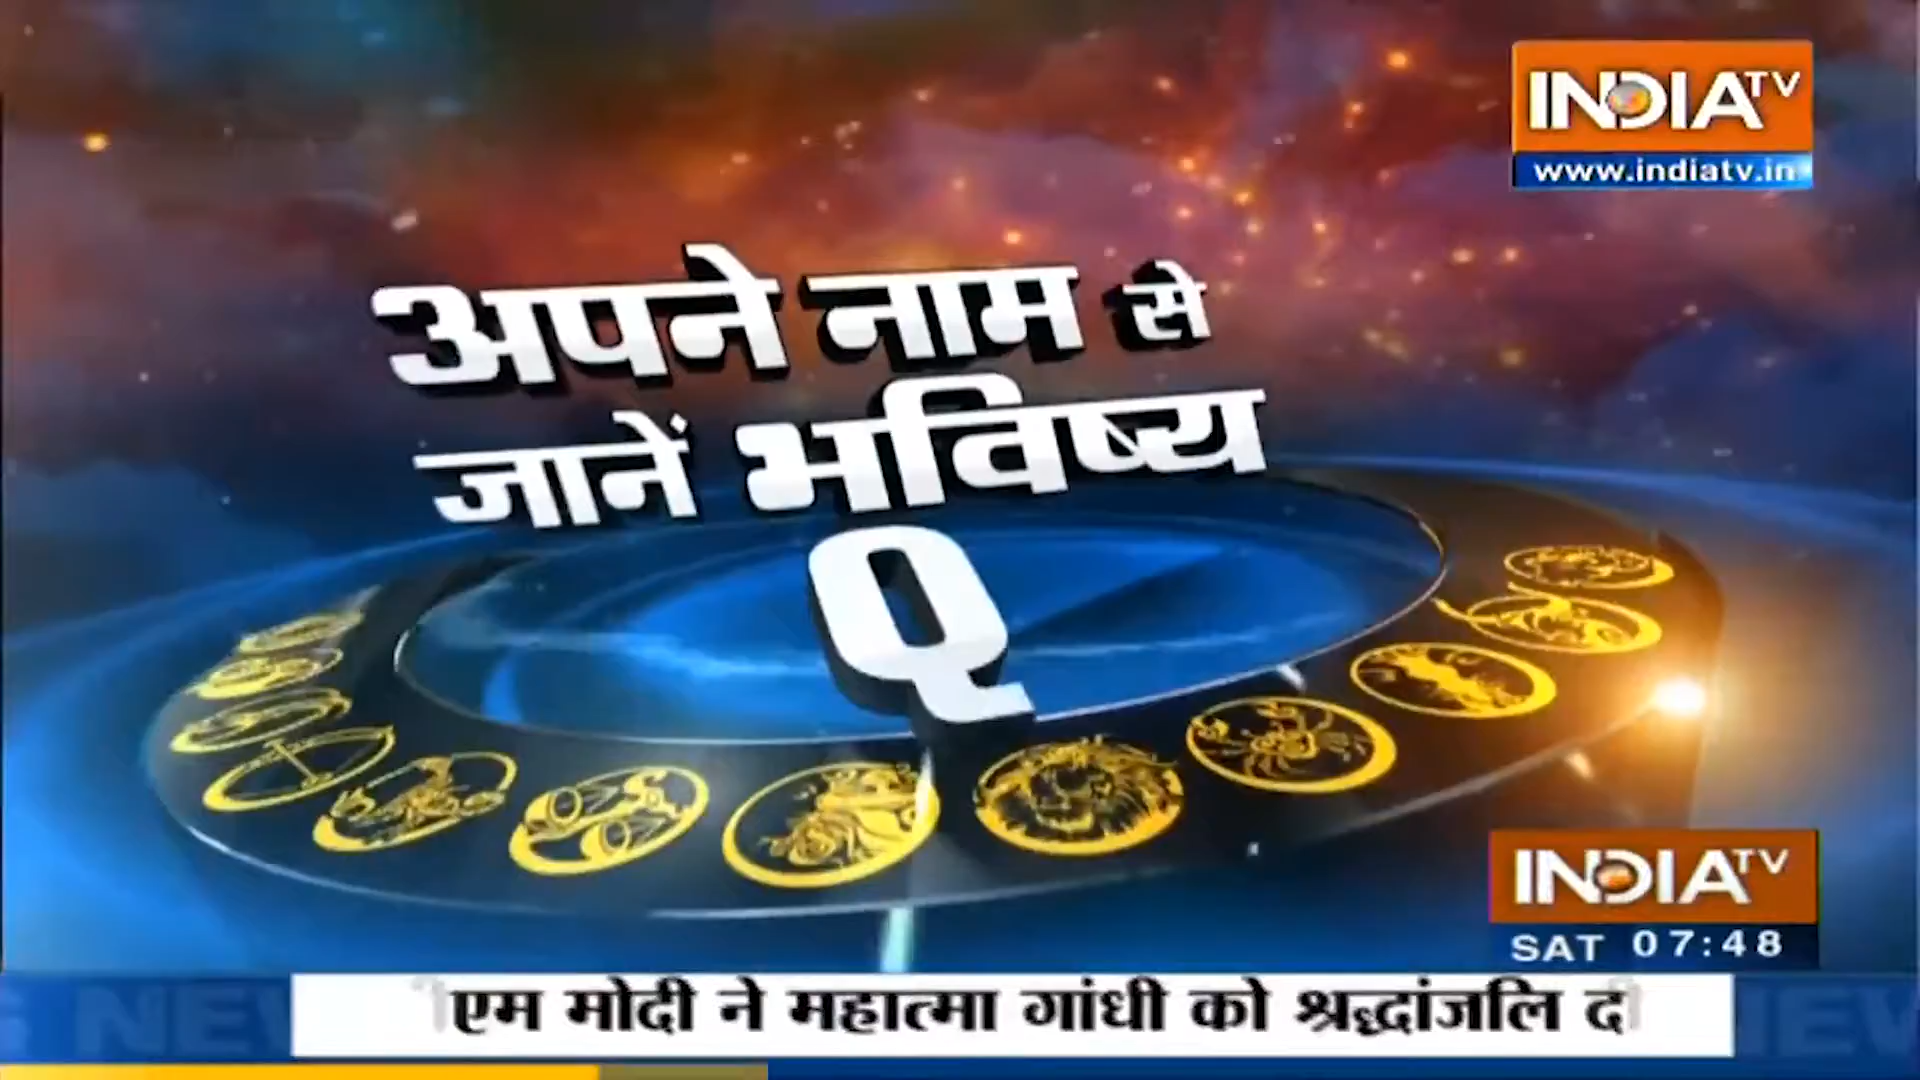 INDIA TV
www.indiatv.in
अपने नाम से
जानें भविष्य
Q
INDIA TV
SAT 07:48
एम मोदी ने महात्मा गांधी को श्रद्धांजलि